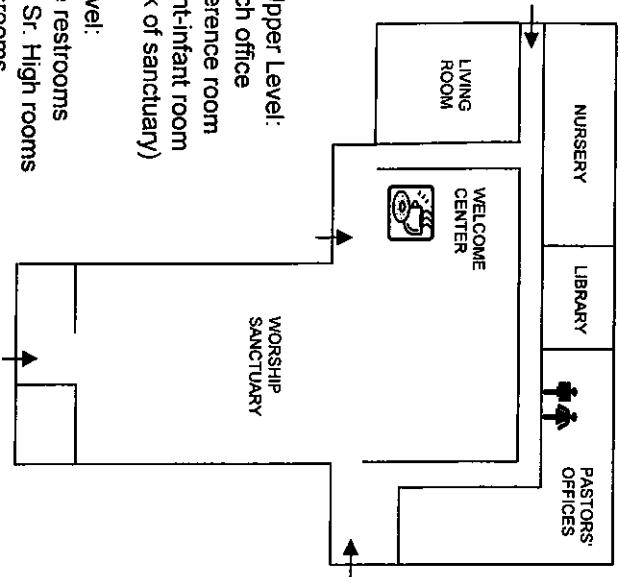 NURSERY
LIBRARY
PASTORS'
OFFICES
LIVING
ROOM
WELCOME
CENTER
WORSHIP
SANCTUARY
Upper Level:
ch office
erence room
nt-infant room
k of sanctuary)
vel:
e restrooms
Sr. High rooms
rooms